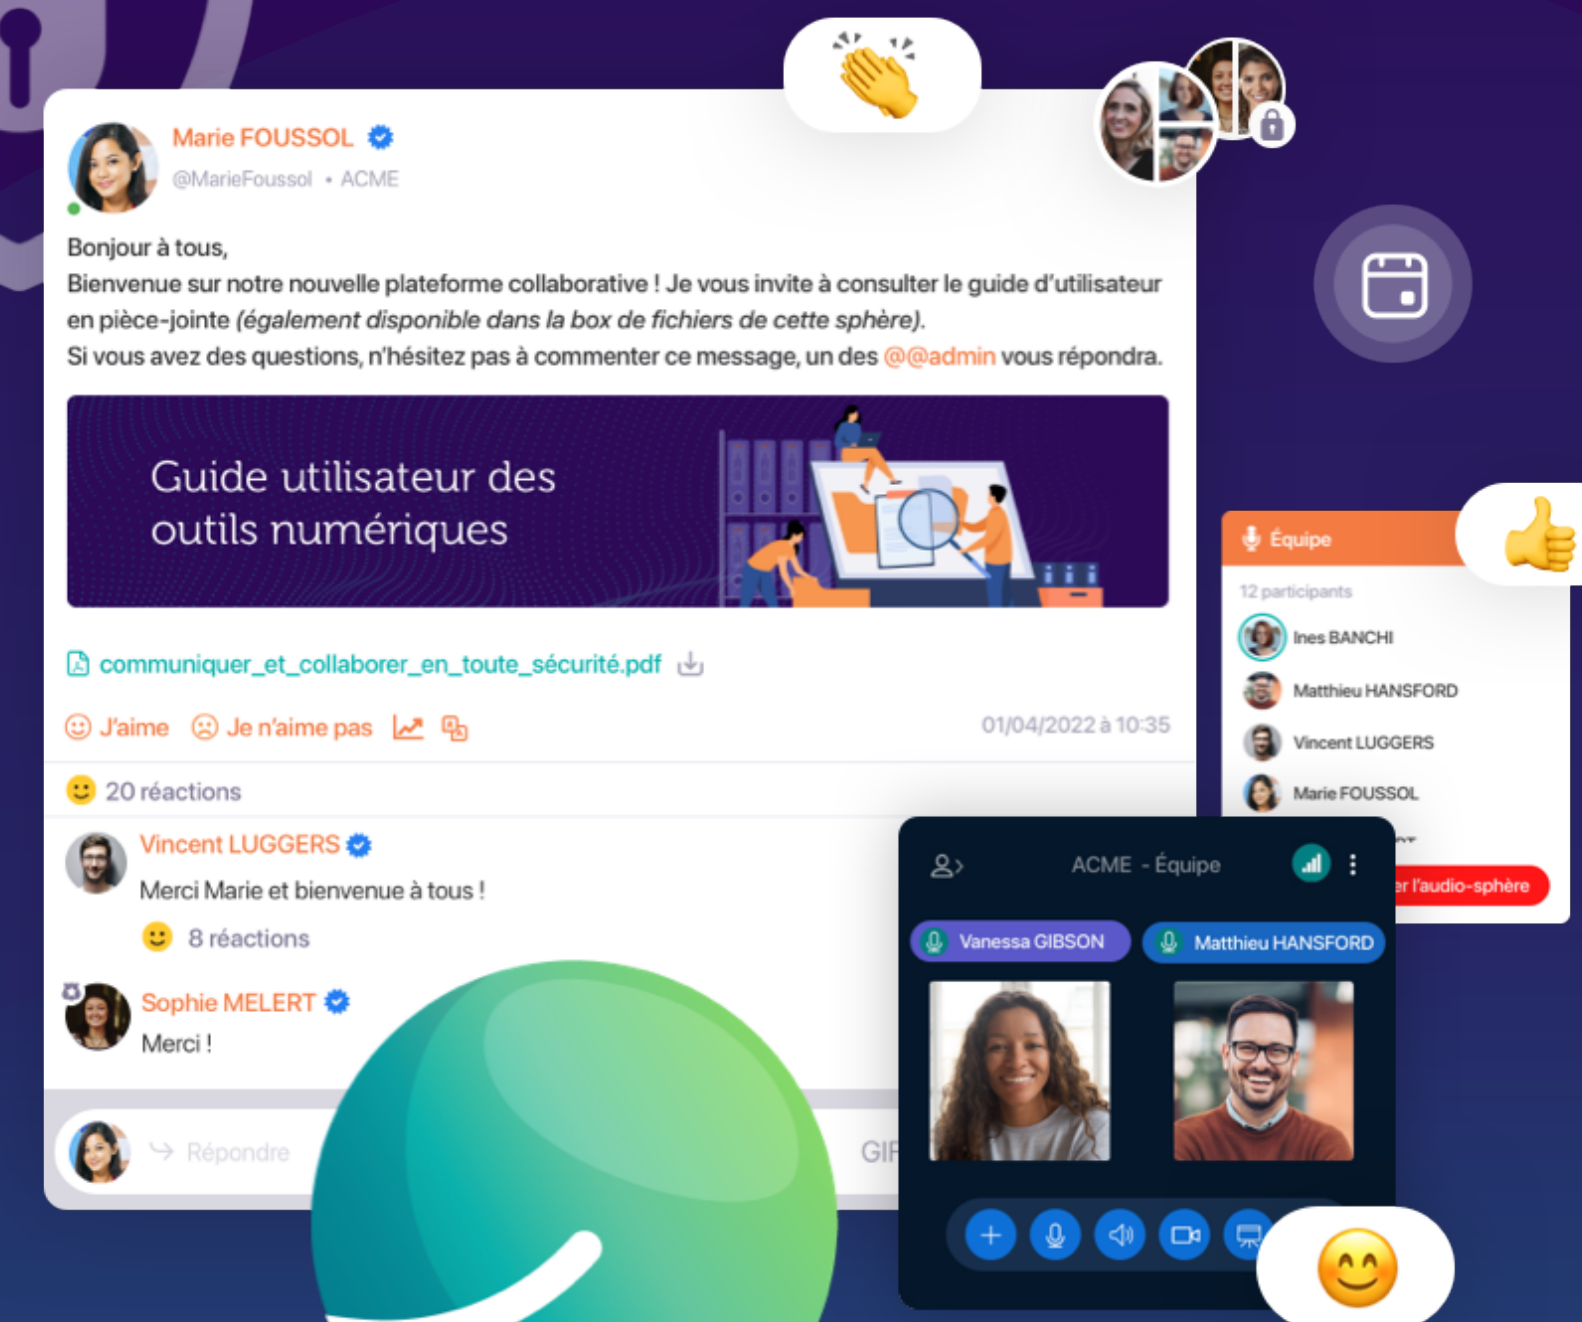 Marie FOUSSOL
@MarieFoussol • ACME
Bonjour à tous,
Bienvenue sur notre nouvelle plateforme collaborative ! Je vous invite à consulter le guide d'utilisateur
en pièce-jointe (également disponible dans la box de fichiers de cette sphère).
Si vous avez des questions, n'hésitez pas à commenter ce message, un des @@admin vous répondra.
Guide utilisateur des
outils numériques
communiquer_et_collaborer_en_toute_sécurité.pdf
J'aime Je n'aime pas 01/04/2022 à 10:35
20 réactions
Vincent LUGGERS
Merci Marie et bienvenue à tous !
8 réactions
Sophie MELERT
Merci !
Répondre
Équipe
12 participants
Ines BANCHI
Matthieu HANSFORD
Vincent LUGGERS
Marie FOUSSOL
l'audio-sphère
ACME - Équipe
Vanessa GIBSON
Matthieu HANSFORD